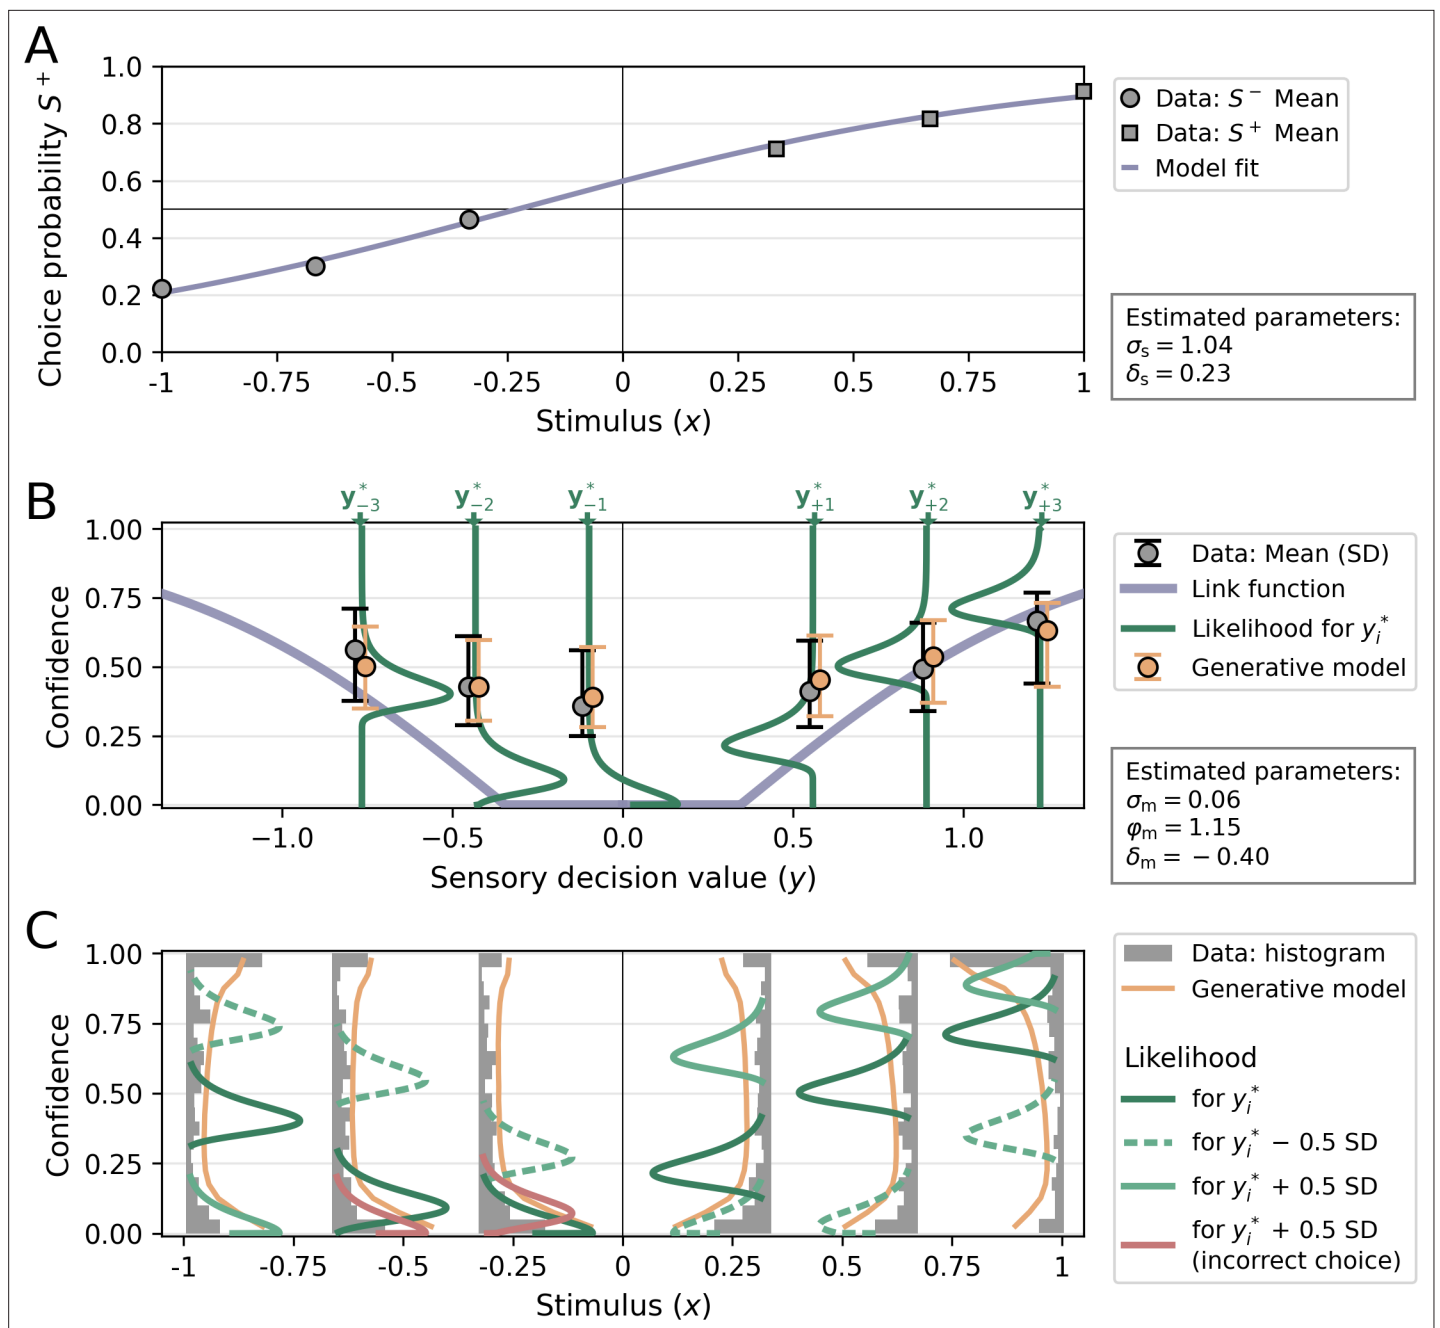 A
Choice probability S⁺
1.0
0.8
0.6
0.4
0.2
0.0
-1 -0.75 -0.5 -0.25 0 0.25 0.5 0.75 1
Stimulus (x)
Data: S⁻ Mean
Data: S⁺ Mean
Model fit
Estimated parameters:
σₛ = 1.04
δₛ = 0.23
B
y*₋₃ y*₋₂ y*₋₁ y*₊₁ y*₊₂ y*₊₃
Confidence
1.00
0.75
0.50
0.25
0.00
−1.0 −0.5 0.0 0.5 1.0
Sensory decision value (y)
Data: Mean (SD)
Link function
Likelihood for yᵢ*
Generative model
Estimated parameters:
σₘ = 0.06
φₘ = 1.15
δₘ = −0.40
C
Confidence
1.00
0.75
0.50
0.25
0.00
-1 -0.75 -0.5 -0.25 0 0.25 0.5 0.75 1
Stimulus (x)
Data: histogram
Generative model
Likelihood
for yᵢ*
for yᵢ* − 0.5 SD
for yᵢ* + 0.5 SD
for yᵢ* + 0.5 SD
(incorrect choice)